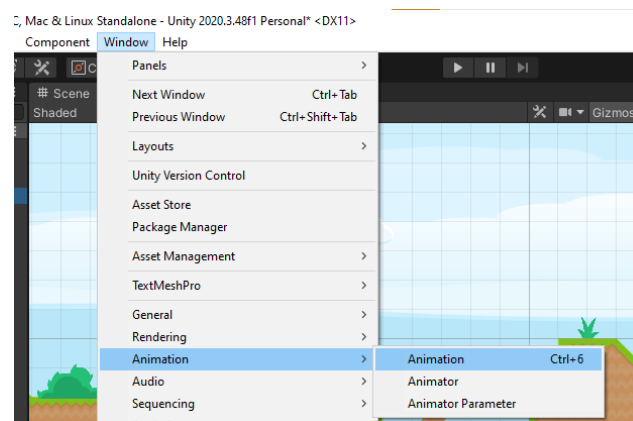 C, Mac & Linux Standalone - Unity 2020.3.48f1 Personal* <DX11>
Component Window Help
Panels >
# Scene
Next Window Ctrl+Tab
Shaded Gizmos
Previous Window Ctrl+Shift+Tab
Layouts >
Unity Version Control
Asset Store
Package Manager
Asset Management >
TextMeshPro >
General >
Rendering >
Animation > Animation Ctrl+6
Audio > Animator
Sequencing > Animator Parameter